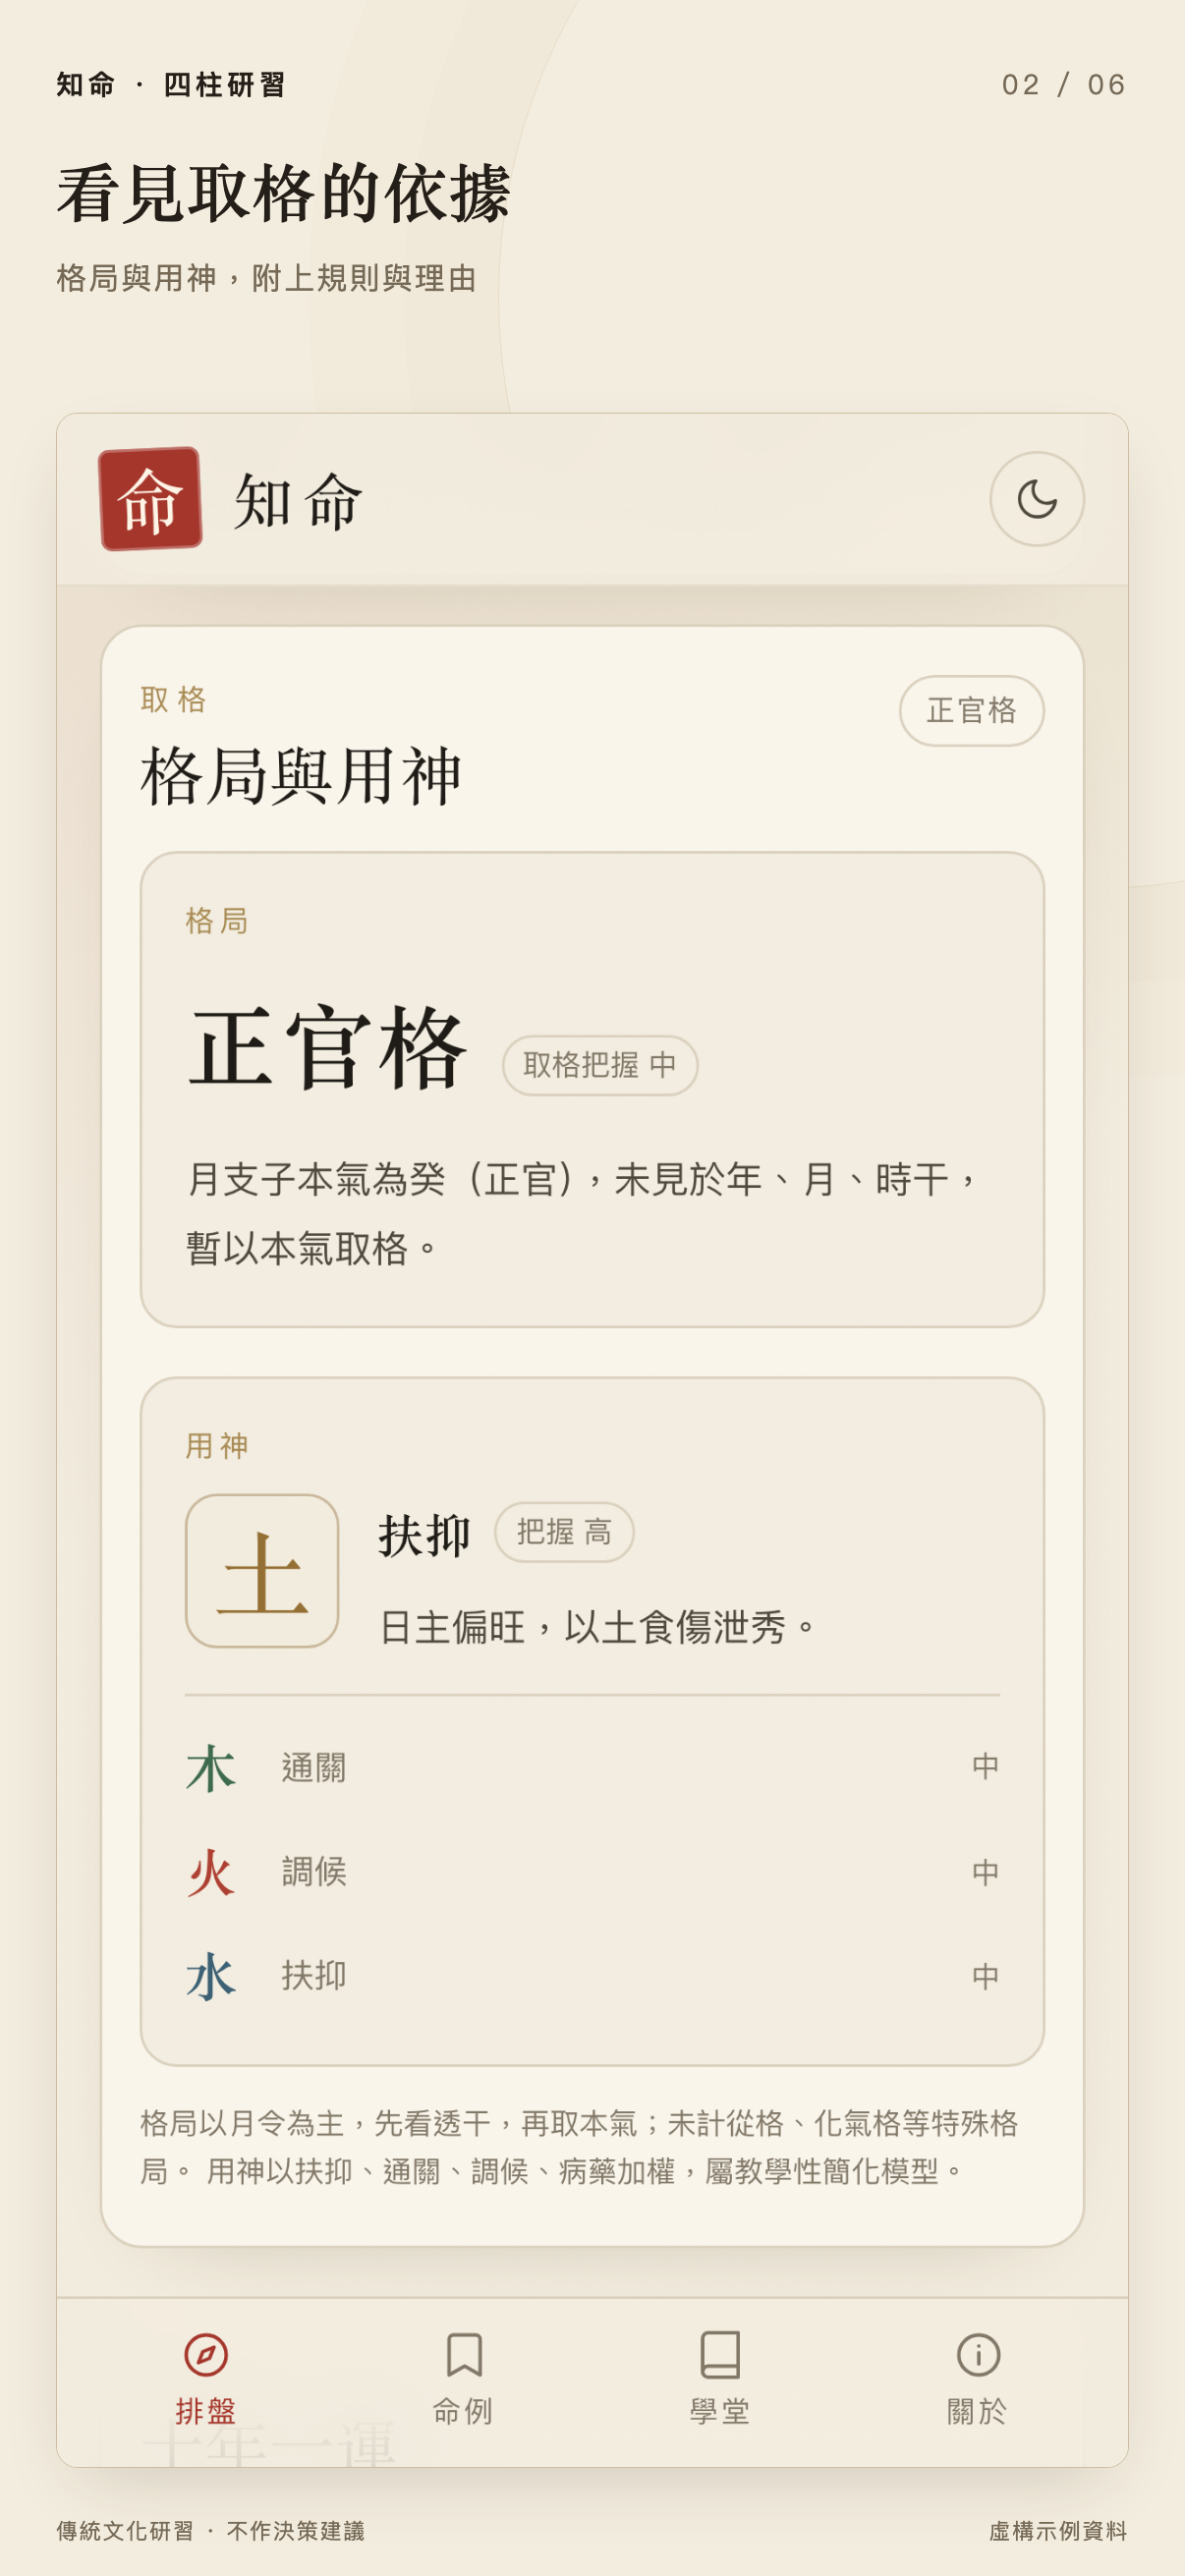 知命 · 四柱研習
02 / 06
看見取格的依據
格局與用神，附上規則與理由
命
知命
取格
正官格
格局與用神
格局
正官格
取格把握 中
月支子本氣為癸（正官），未見於年、月、時干，
暫以本氣取格。
用神
土
扶抑
把握 高
日主偏旺，以土食傷泄秀。
木 通關 中
火 調候 中
水 扶抑 中
格局以月令為主，先看透干，再取本氣；未計從格、化氣格等特殊格
局。 用神以扶抑、通關、調候、病藥加權，屬教學性簡化模型。
排盤
命例
學堂
關於
十年一運
傳統文化研習 · 不作決策建議
虛構示例資料